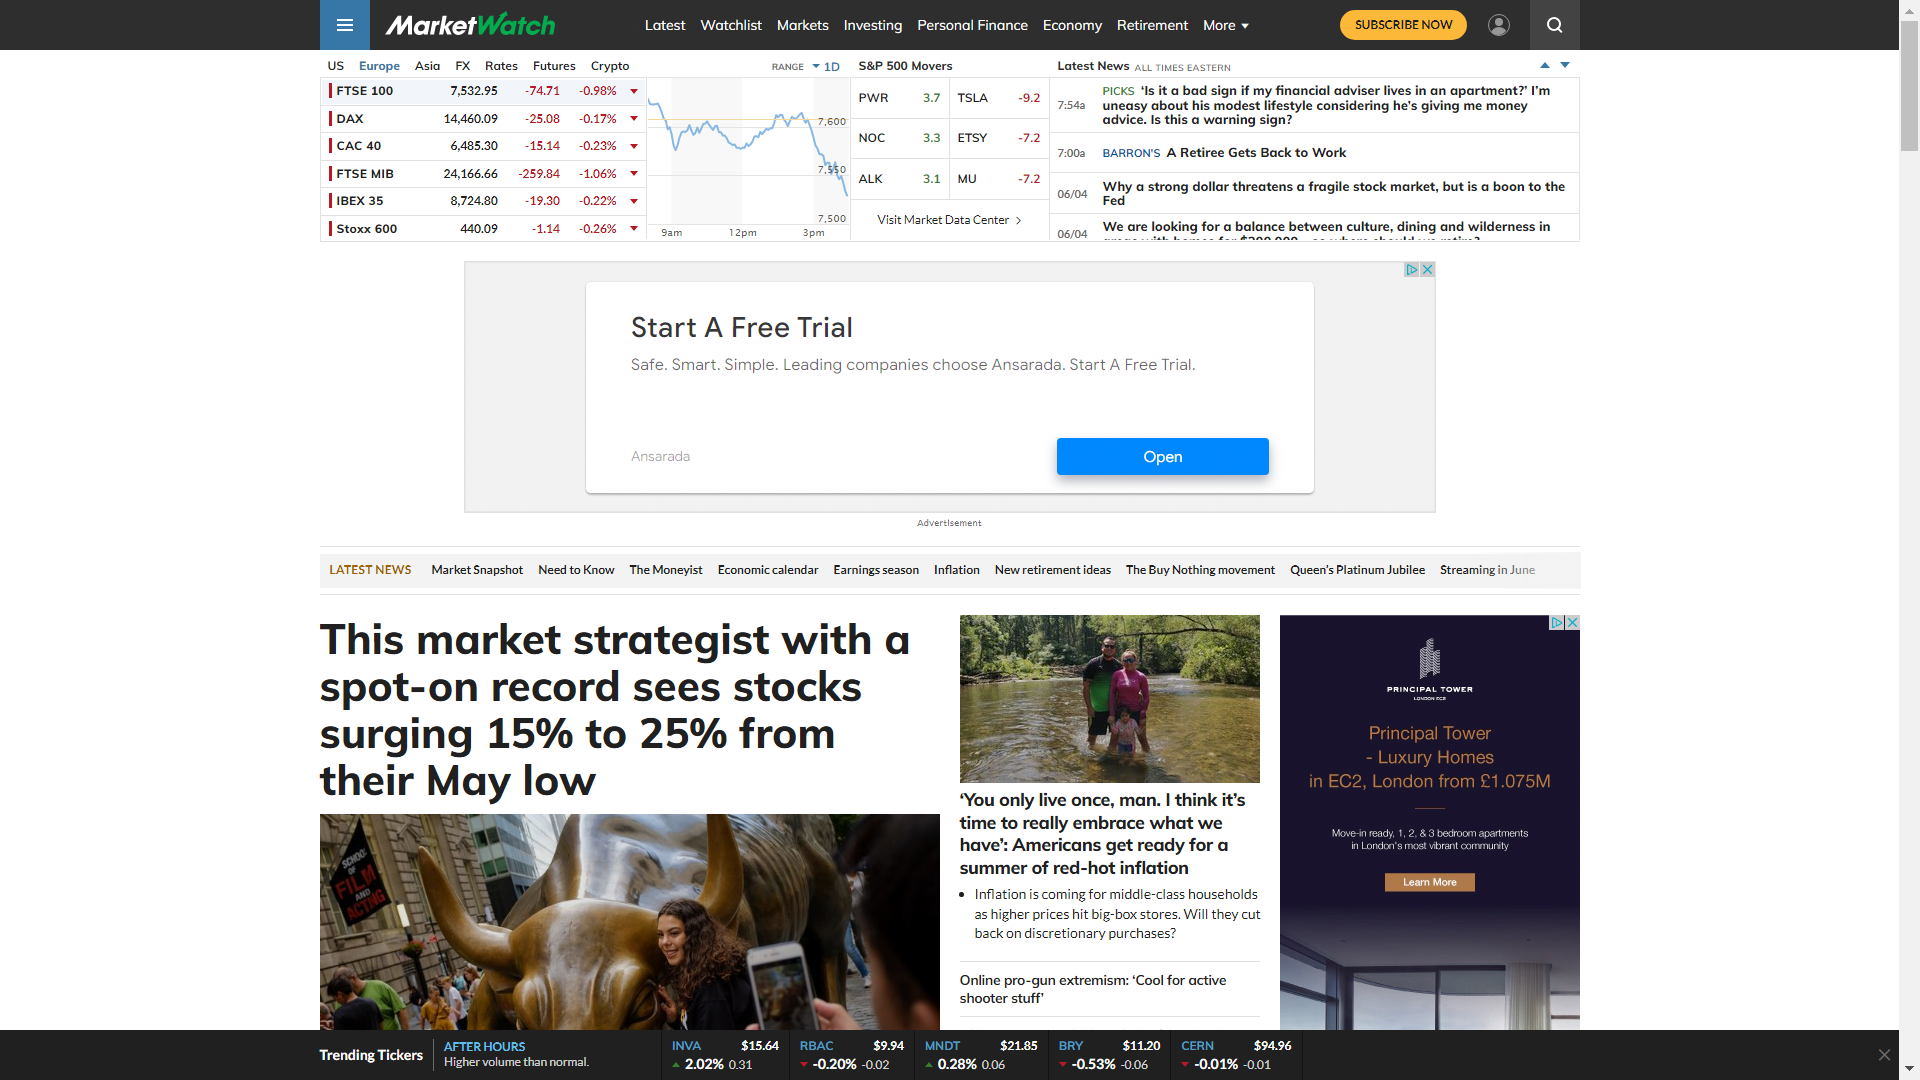 MarketWatch
Latest Watchlist Markets Investing Personal Finance Economy Retirement More
SUBSCRIBE NOW
US Europe Asia FX Rates Futures Crypto
RANGE 1D
FTSE 100 7,532.95 -74.71 -0.98%
DAX 14,460.09 -25.08 -0.17%
CAC 40 6,485.30 -15.14 -0.23%
FTSE MIB 24,166.66 -259.84 -1.06%
IBEX 35 8,724.80 -19.30 -0.22%
Stoxx 600 440.09 -1.14 -0.26%
7,600
7,550
7,500
9am 12pm 3pm
S&P 500 Movers
PWR 3.7 TSLA -9.2
NOC 3.3 ETSY -7.2
ALK 3.1 MU -7.2
Visit Market Data Center
Latest News ALL TIMES EASTERN
7:54a PICKS ‘Is it a bad sign if my financial adviser lives in an apartment?’ I’m
uneasy about his modest lifestyle considering he’s giving me money
advice. Is this a warning sign?
7:00a BARRON'S A Retiree Gets Back to Work
06/04 Why a strong dollar threatens a fragile stock market, but is a boon to the
Fed
06/04 We are looking for a balance between culture, dining and wilderness in
Start A Free Trial
Safe. Smart. Simple. Leading companies choose Ansarada. Start A Free Trial.
Ansarada
Open
Advertisement
LATEST NEWS Market Snapshot Need to Know The Moneyist Economic calendar Earnings season Inflation New retirement ideas The Buy Nothing movement Queen’s Platinum Jubilee Streaming in June
This market strategist with a
spot-on record sees stocks
surging 15% to 25% from
their May low
SCHOOL
OF
FILM
AND
ACTING
‘You only live once, man. I think it’s
time to really embrace what we
have’: Americans get ready for a
summer of red-hot inflation
• Inflation is coming for middle-class households
as higher prices hit big-box stores. Will they cut
back on discretionary purchases?
Online pro-gun extremism: ‘Cool for active
shooter stuff’
PRINCIPAL TOWER
LONDON EC2
Principal Tower
- Luxury Homes
in EC2, London from £1.075M
Move-in ready, 1, 2, & 3 bedroom apartments
in London's most vibrant community
Learn More
Trending Tickers
AFTER HOURS
Higher volume than normal.
INVA $15.64
2.02% 0.31
RBAC $9.94
-0.20% -0.02
MNDT $21.85
0.28% 0.06
BRY $11.20
-0.53% -0.06
CERN $94.96
-0.01% -0.01